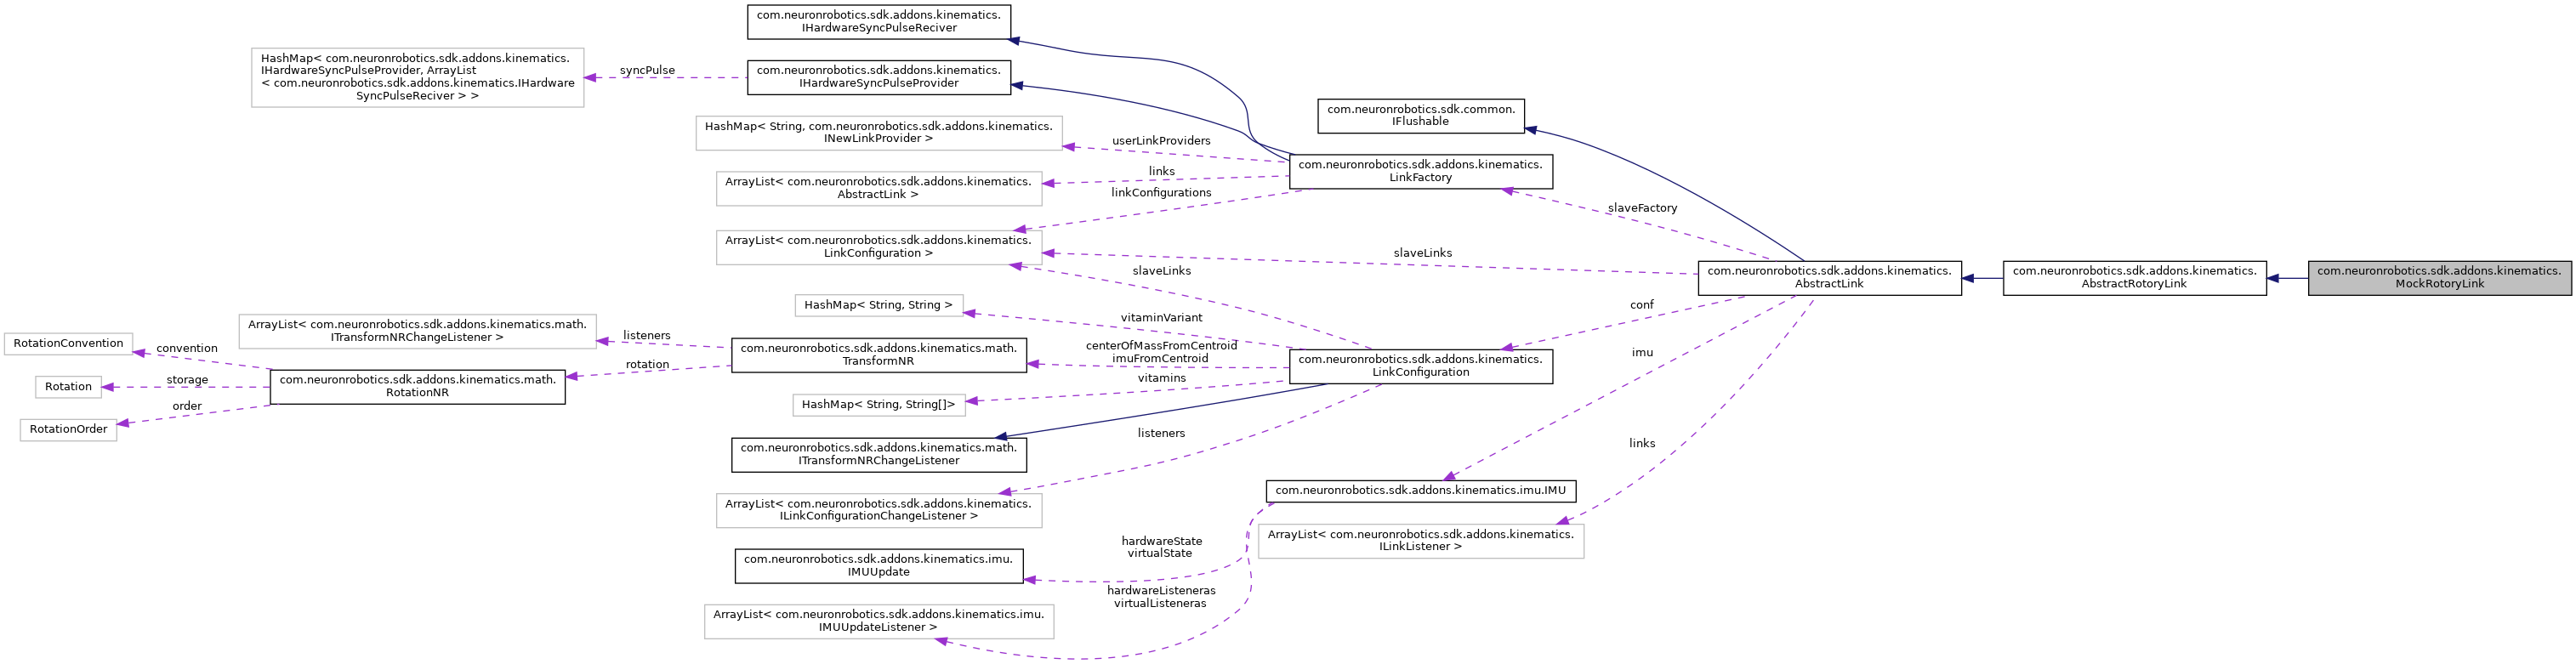 com.neuronrobotics.sdk.addons.kinematics.
IHardwareSyncPulseReciver
HashMap< com.neuronrobotics.sdk.addons.kinematics.
IHardwareSyncPulseProvider, ArrayList
< com.neuronrobotics.sdk.addons.kinematics.IHardware
SyncPulseReciver > >
syncPulse
com.neuronrobotics.sdk.addons.kinematics.
IHardwareSyncPulseProvider
com.neuronrobotics.sdk.common.
IFlushable
HashMap< String, com.neuronrobotics.sdk.addons.kinematics.
INewLinkProvider >
userLinkProviders
com.neuronrobotics.sdk.addons.kinematics.
LinkFactory
links
ArrayList< com.neuronrobotics.sdk.addons.kinematics.
AbstractLink >
linkConfigurations
slaveFactory
ArrayList< com.neuronrobotics.sdk.addons.kinematics.
LinkConfiguration >
slaveLinks
slaveLinks
com.neuronrobotics.sdk.addons.kinematics.
AbstractLink
com.neuronrobotics.sdk.addons.kinematics.
AbstractRotoryLink
com.neuronrobotics.sdk.addons.kinematics.
MockRotoryLink
HashMap< String, String >
vitaminVariant
conf
ArrayList< com.neuronrobotics.sdk.addons.kinematics.math.
ITransformNRChangeListener >
listeners
RotationConvention
convention
com.neuronrobotics.sdk.addons.kinematics.math.
TransformNR
centerOfMassFromCentroid
imuFromCentroid
com.neuronrobotics.sdk.addons.kinematics.
LinkConfiguration
imu
rotation
Rotation
storage
com.neuronrobotics.sdk.addons.kinematics.math.
RotationNR
vitamins
HashMap< String, String[]>
order
RotationOrder
com.neuronrobotics.sdk.addons.kinematics.math.
ITransformNRChangeListener
listeners
links
com.neuronrobotics.sdk.addons.kinematics.imu.IMU
ArrayList< com.neuronrobotics.sdk.addons.kinematics.
ILinkConfigurationChangeListener >
ArrayList< com.neuronrobotics.sdk.addons.kinematics.
ILinkListener >
hardwareState
virtualState
com.neuronrobotics.sdk.addons.kinematics.imu.
IMUUpdate
hardwareListeneras
virtualListeneras
ArrayList< com.neuronrobotics.sdk.addons.kinematics.imu.
IMUUpdateListener >